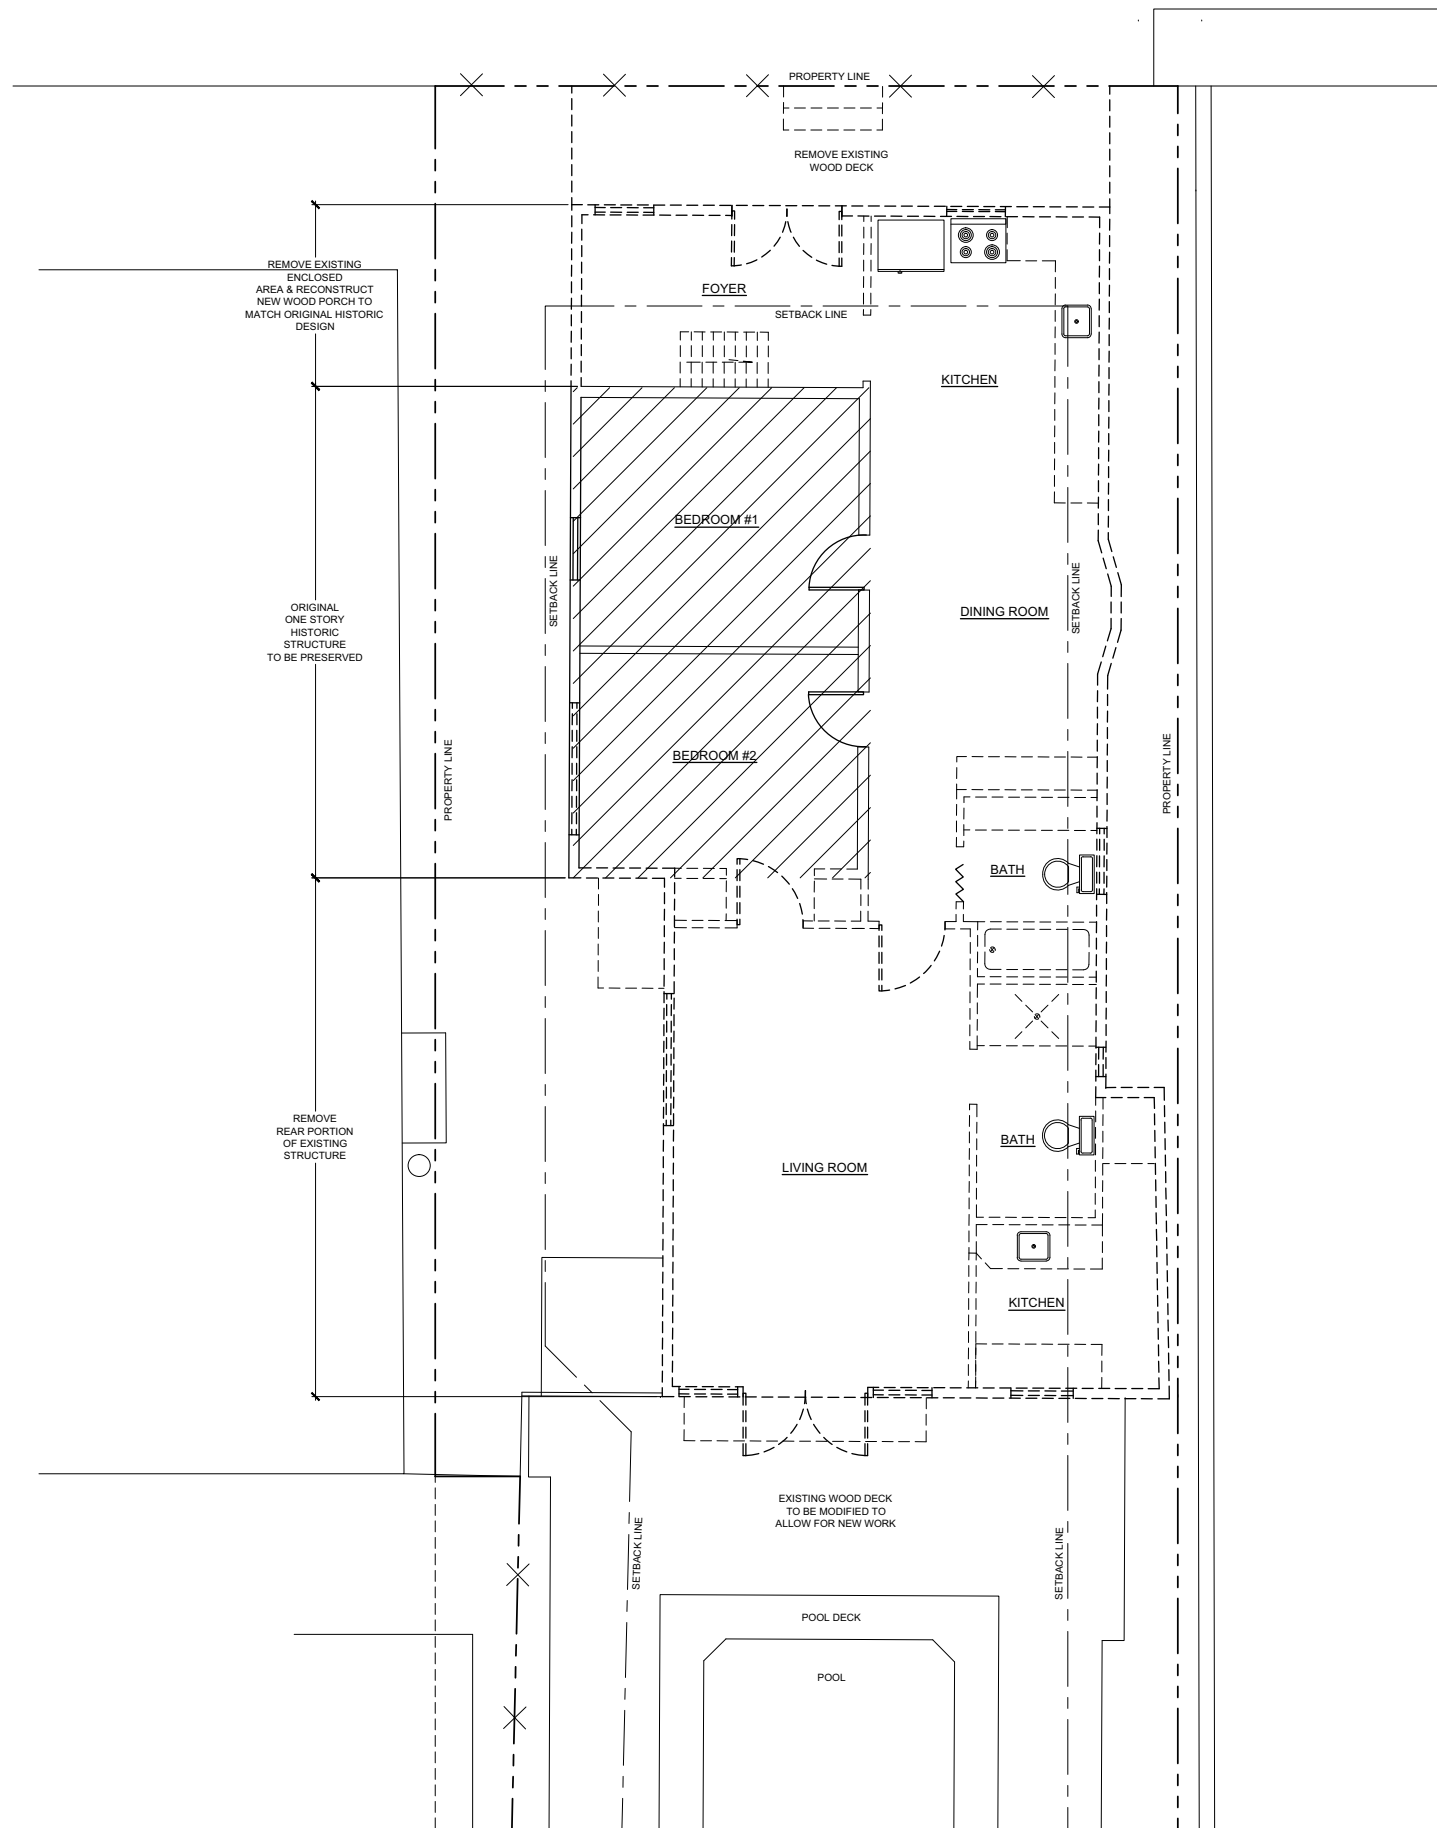 PROPERTY LINE
REMOVE EXISTING
WOOD DECK
REMOVE EXISTING
ENCLOSED
AREA & RECONSTRUCT
NEW WOOD PORCH TO
MATCH ORIGINAL HISTORIC
DESIGN
FOYER
SETBACK LINE
KITCHEN
BEDROOM #1
SETBACK LINE
SETBACK LINE
ORIGINAL
ONE STORY
HISTORIC
STRUCTURE
TO BE PRESERVED
DINING ROOM
BEDROOM #2
PROPERTY LINE
PROPERTY LINE
BATH
REMOVE
REAR PORTION
OF EXISTING
STRUCTURE
BATH
LIVING ROOM
KITCHEN
EXISTING WOOD DECK
TO BE MODIFIED TO
ALLOW FOR NEW WORK
SETBACK LINE
SETBACK LINE
POOL DECK
POOL